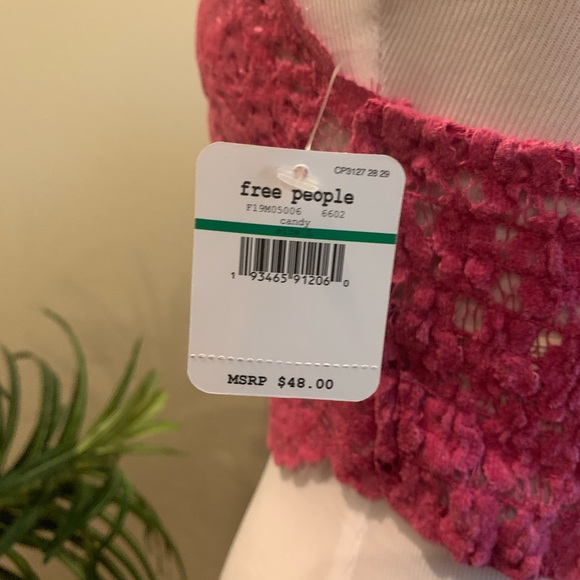 CP3127 28 29
free people
F19M05006 6602
candy
1 93465 91206 0
MSRP $48.00